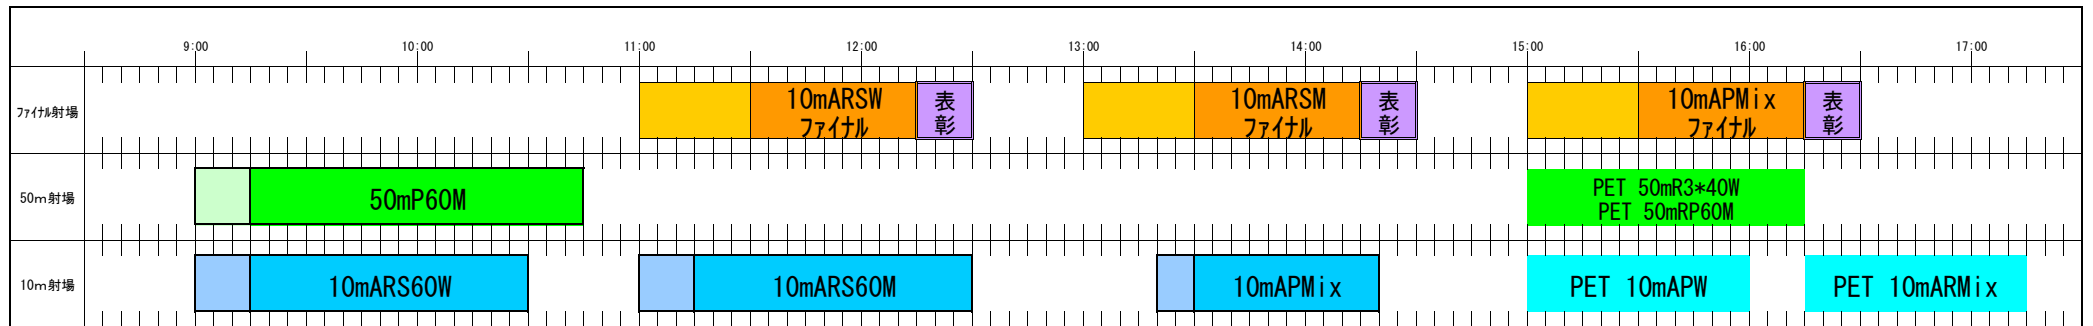 9:00 10:00 11:00 12:00 13:00 14:00 15:00 16:00 17:00
ファイナル射場
10mARSW
ファイナル
表
彰
10mARSM
ファイナル
表
彰
10mAPMix
ファイナル
表
彰
50m射場
50mP60M
PET 50mR3*40W
PET 50mRP60M
10m射場
10mARS60W
10mARS60M
10mAPMix
PET 10mAPW
PET 10mARMix